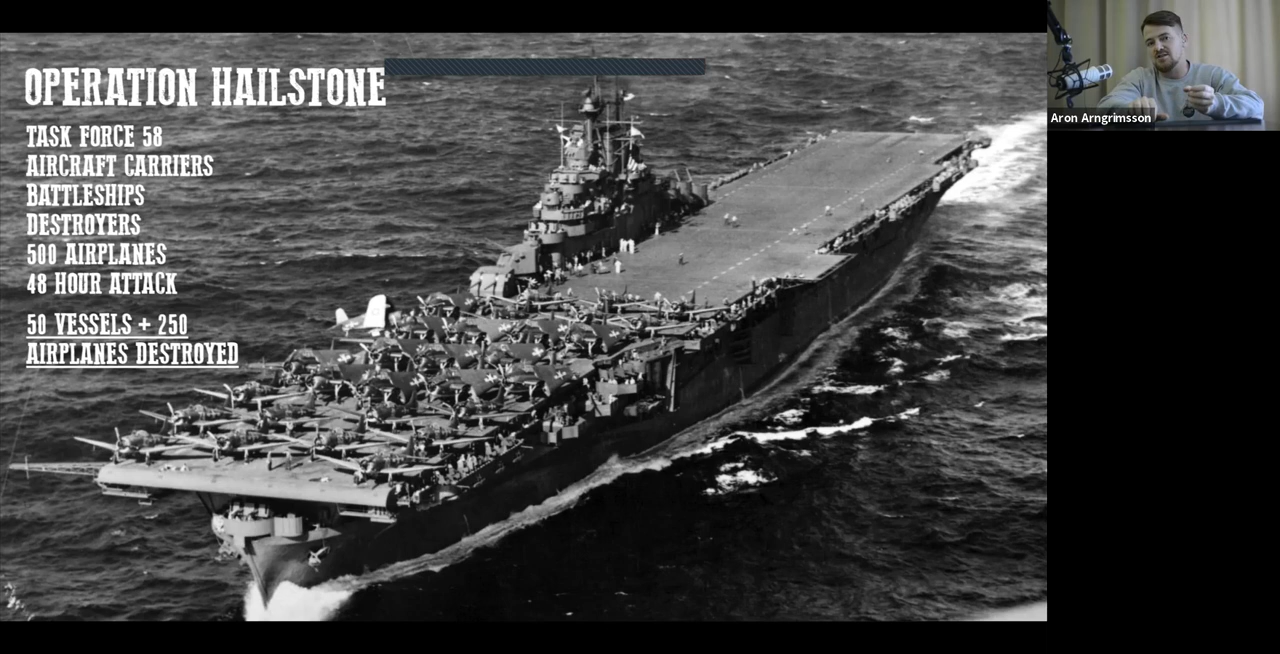 OPERATION HAILSTONE
TASK FORCE 58
AIRCRAFT CARRIERS
BATTLESHIPS
DESTROYERS
500 AIRPLANES
48 HOUR ATTACK
50 VESSELS + 250
AIRPLANES DESTROYED
Aron Arngrimsson